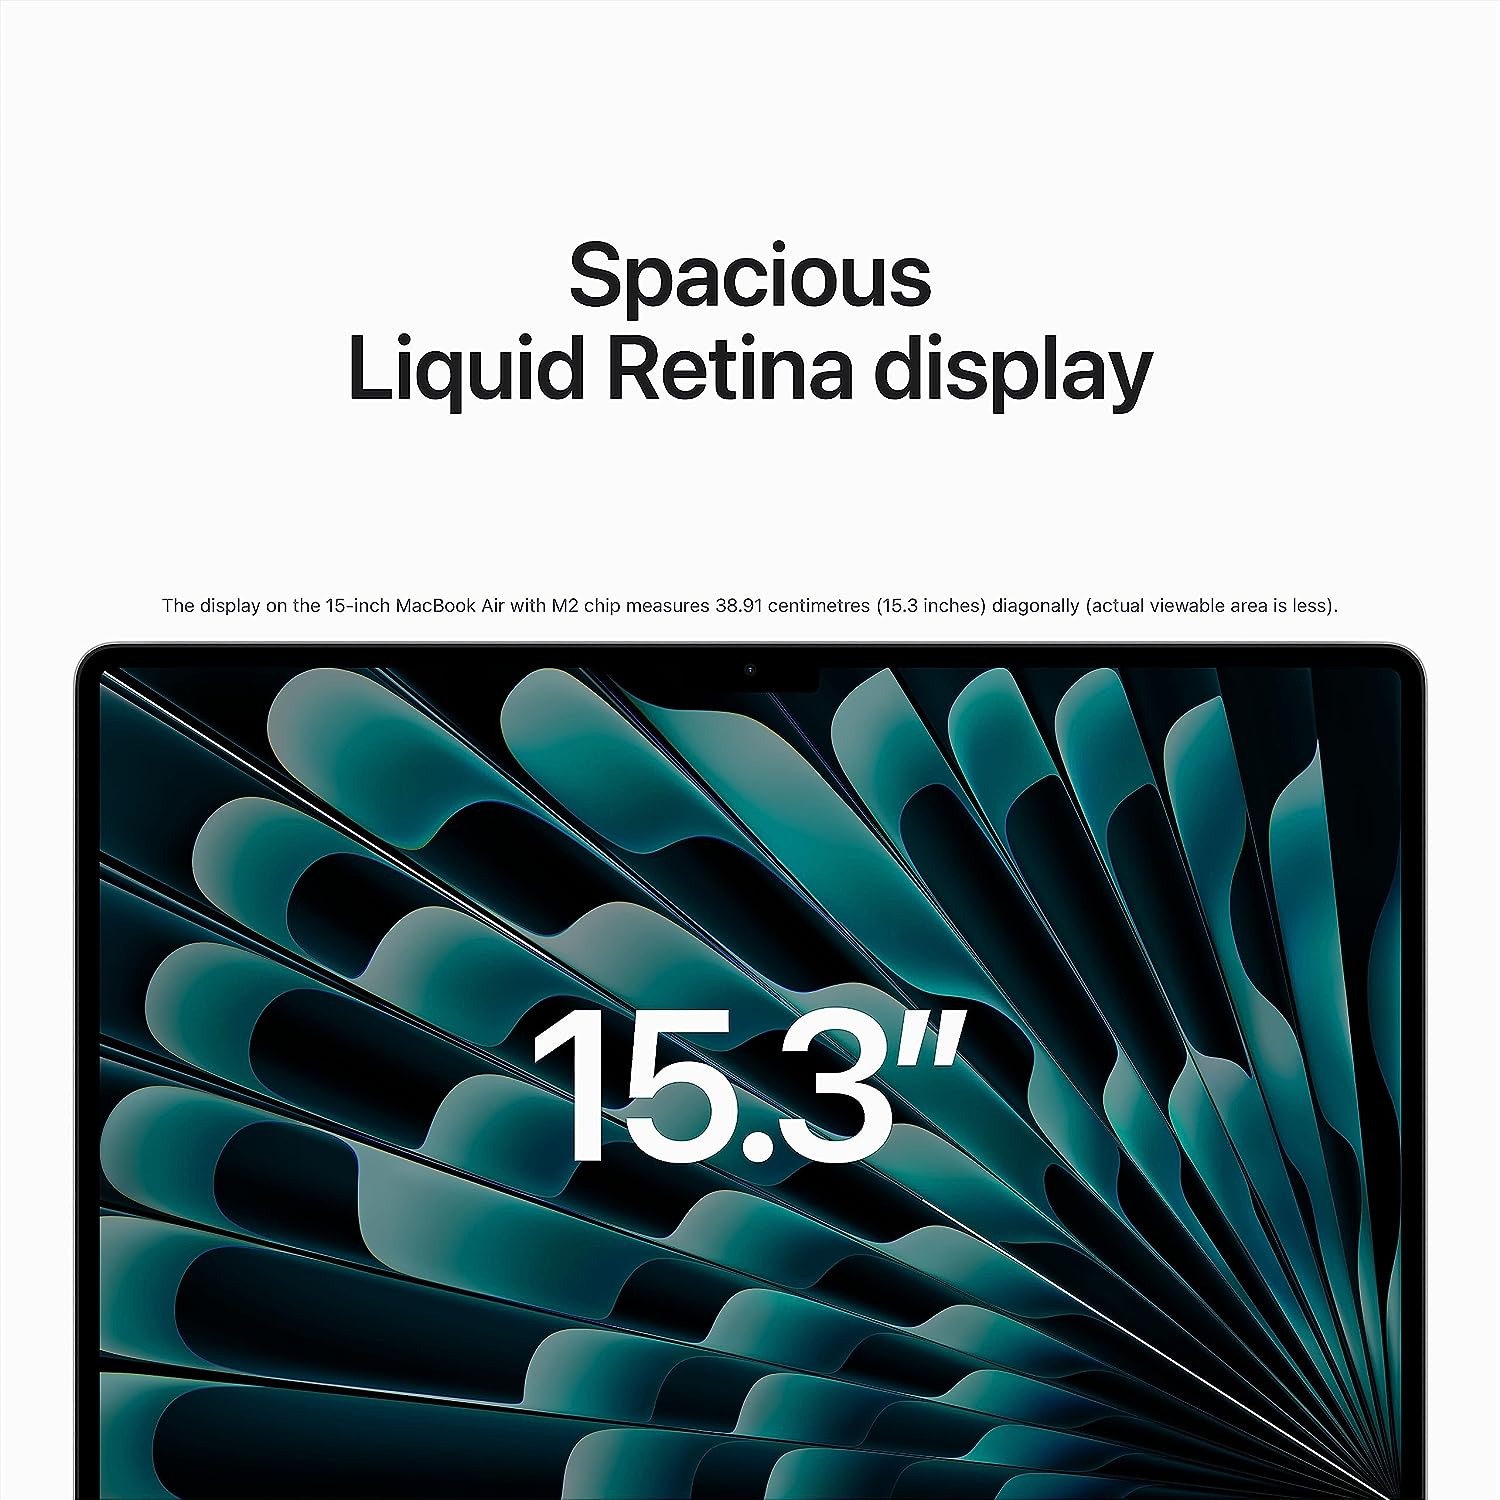 Spacious
Liquid Retina display
The display on the 15-inch MacBook Air with M2 chip measures 38.91 centimetres (15.3 inches) diagonally (actual viewable area is less).
15.3″